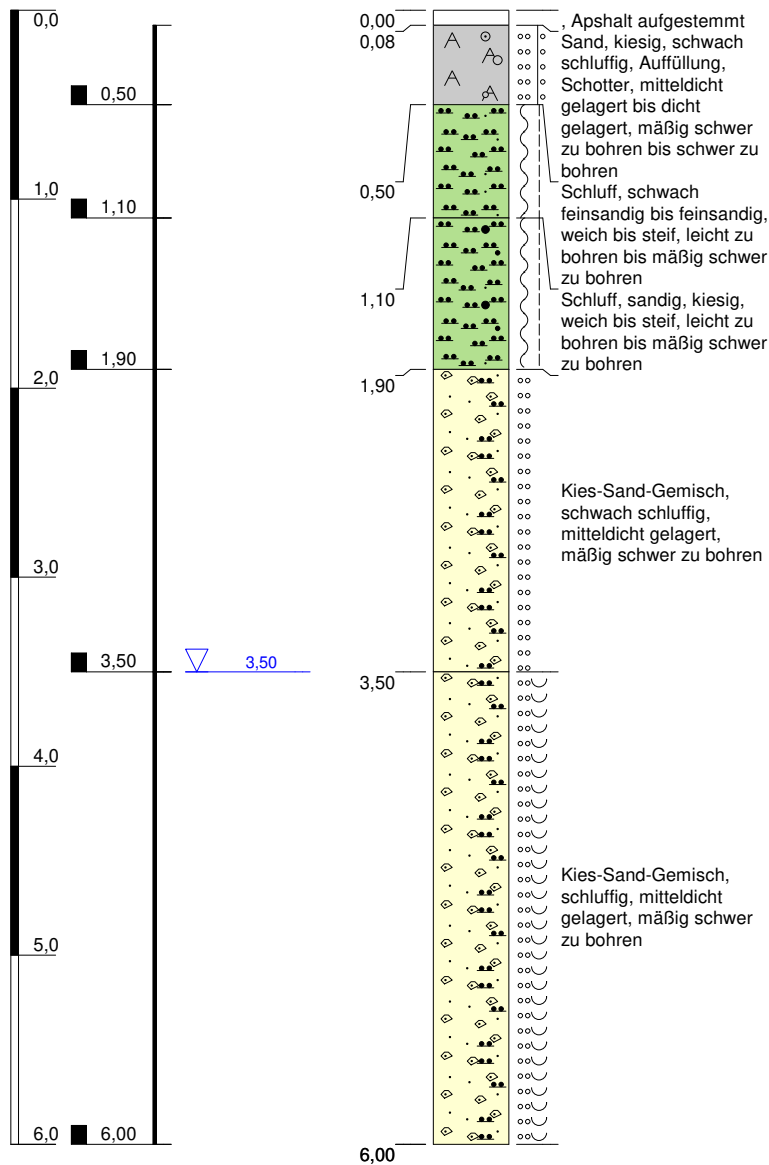 0,0
0,50
1,0
1,10
1,90
2,0
3,0
3,50
4,0
5,0
6,0
6,00
3,50
0,00
0,08
0,50
1,10
1,90
3,50
6,00
, Apshalt aufgestemmt
Sand, kiesig, schwach
schluffig, Auffüllung,
Schotter, mitteldicht
gelagert bis dicht
gelagert, mäßig schwer
zu bohren bis schwer zu
bohren
Schluff, schwach
feinsandig bis feinsandig,
weich bis steif, leicht zu
bohren bis mäßig schwer
zu bohren
Schluff, sandig, kiesig,
weich bis steif, leicht zu
bohren bis mäßig schwer
zu bohren
Kies-Sand-Gemisch,
schwach schluffig,
mitteldicht gelagert,
mäßig schwer zu bohren
Kies-Sand-Gemisch,
schluffig, mitteldicht
gelagert, mäßig schwer
zu bohren